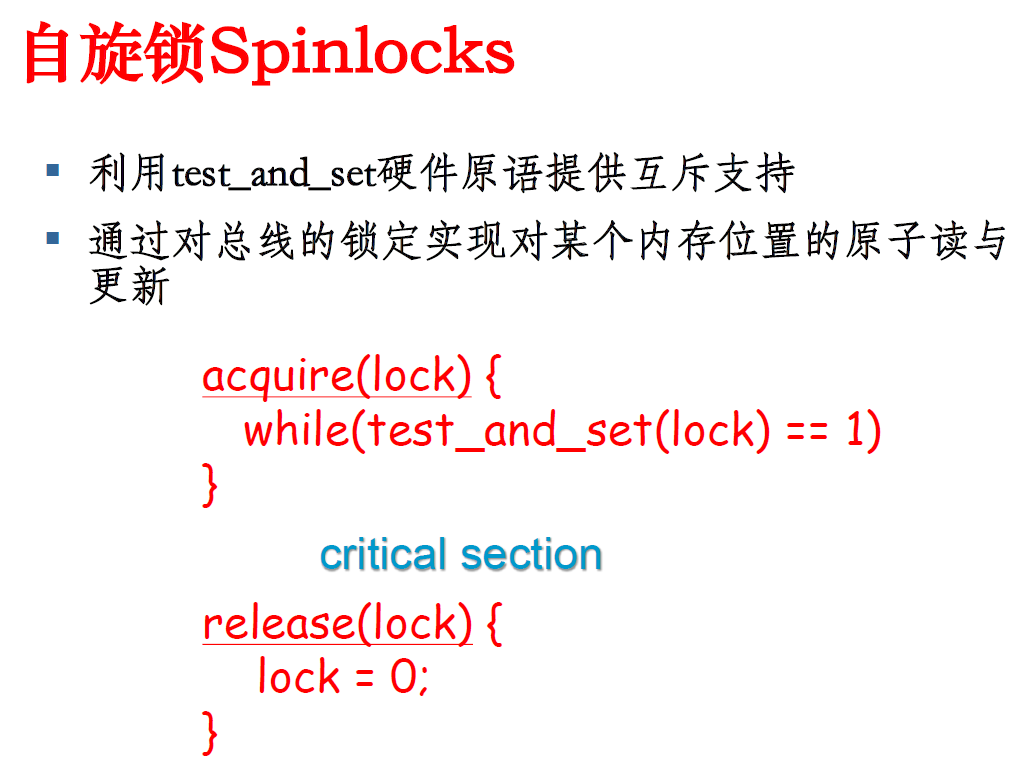 自旋锁Spinlocks
利用test_and_set硬件原语提供互斥支持
通过对总线的锁定实现对某个内存位置的原子读与
更新
acquire(lock) {
while(test_and_set(lock) == 1)
}
critical section
release(lock) {
lock = 0;
}